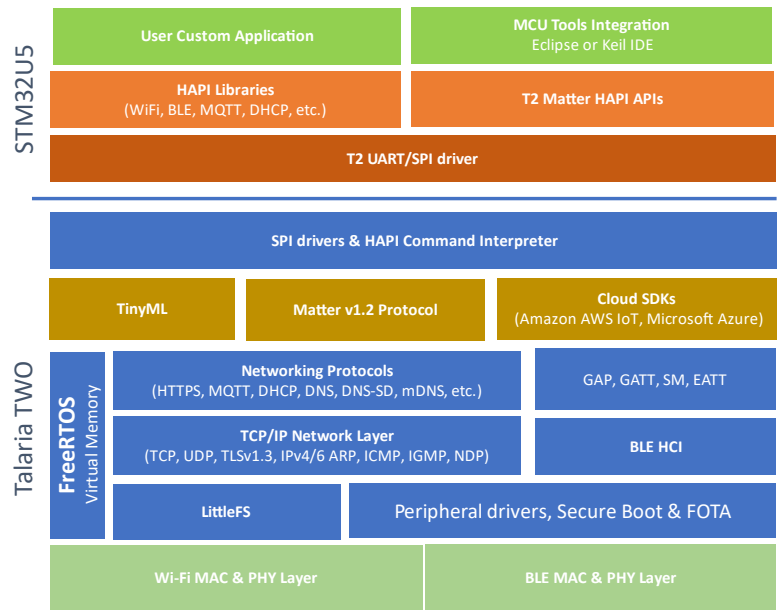 STM32U5
User Custom Application
MCU Tools Integration
Eclipse or Keil IDE
HAPI Libraries
(WiFi, BLE, MQTT, DHCP, etc.)
T2 Matter HAPI APIs
T2 UART/SPI driver
Talaria TWO
SPI drivers & HAPI Command Interpreter
TinyML
Matter v1.2 Protocol
Cloud SDKs
(Amazon AWS IoT, Microsoft Azure)
FreeRTOS
Virtual Memory
Networking Protocols
(HTTPS, MQTT, DHCP, DNS, DNS-SD, mDNS, etc.)
GAP, GATT, SM, EATT
TCP/IP Network Layer
(TCP, UDP, TLSv1.3, IPv4/6 ARP, ICMP, IGMP, NDP)
BLE HCI
LittleFS
Peripheral drivers, Secure Boot & FOTA
Wi-Fi MAC & PHY Layer
BLE MAC & PHY Layer